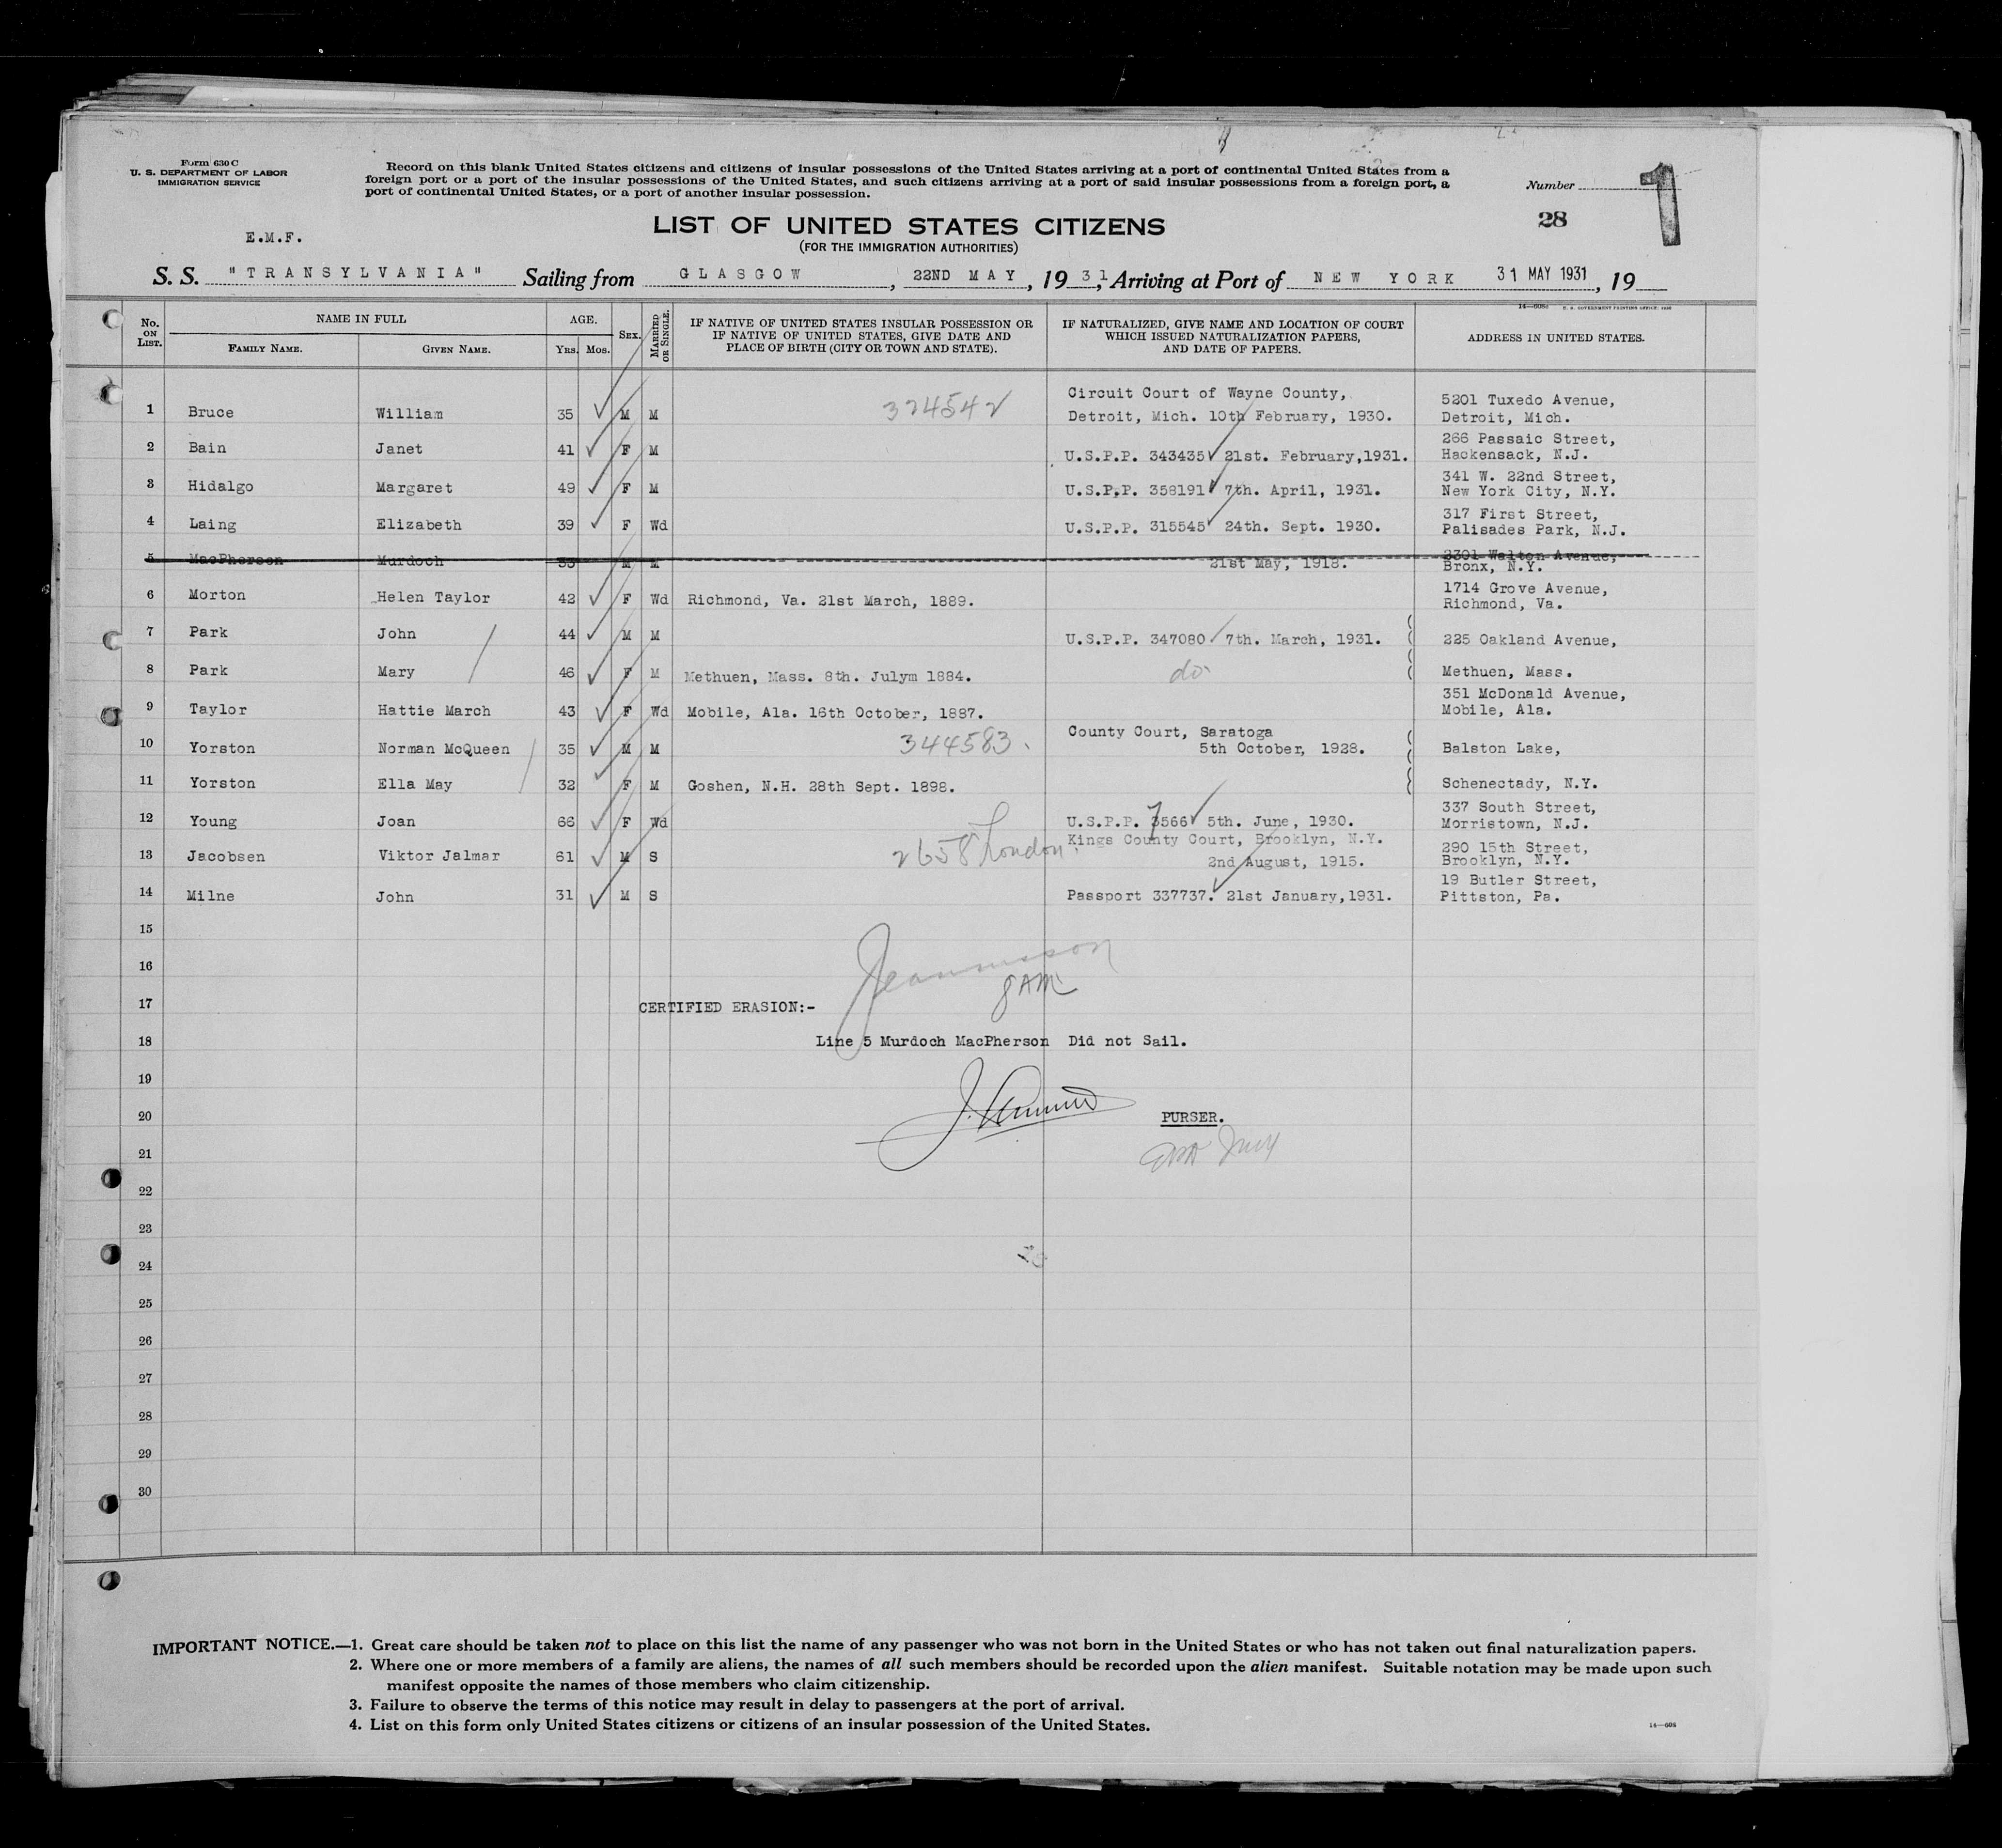 Form 630 C
U. S. DEPARTMENT OF LABOR
IMMIGRATION SERVICE
Record on this blank United States citizens and citizens of insular possessions of the United States arriving at a port of continental United States from a
foreign port or a port of the insular possessions of the United States, and such citizens arriving at a port of said insular possessions from a foreign port, a
port of continental United States, or a port of another insular possession.
Number 1
28
E.M.F.
LIST OF UNITED STATES CITIZENS
(FOR THE IMMIGRATION AUTHORITIES)
S. S. "TRANSYLVANIA" Sailing from GLASGOW, 22ND MAY, 1931, Arriving at Port of NEW YORK 31 MAY 1931, 19
No. ON LIST. NAME IN FULL AGE. SEX. MARRIED OR SINGLE. IF NATIVE OF UNITED STATES INSULAR POSSESSION OR IF NATIVE OF UNITED STATES, GIVE DATE AND PLACE OF BIRTH (CITY OR TOWN AND STATE). IF NATURALIZED, GIVE NAME AND LOCATION OF COURT WHICH ISSUED NATURALIZATION PAPERS, AND DATE OF PAPERS. ADDRESS IN UNITED STATES.
FAMILY NAME. GIVEN NAME. Yrs. Mos.
1 Bruce William 35 M M 324542 Circuit Court of Wayne County, Detroit, Mich. 10th February, 1930. 5201 Tuxedo Avenue, Detroit, Mich.
2 Bain Janet 41 F M U.S.P.P. 343435 21st. February,1931. 266 Passaic Street, Hackensack, N.J.
3 Hidalgo Margaret 49 F M U.S.P.P. 358191 7th. April, 1931. 341 W. 22nd Street, New York City, N.Y.
4 Laing Elizabeth 39 F Wd U.S.P.P. 315545 24th. Sept. 1930. 317 First Street, Palisades Park, N.J.
5 MacPherson Murdoch M M 21st May, 1918. 2301 Walton Avenue, Bronx, N.Y.
6 Morton Helen Taylor 42 F Wd Richmond, Va. 21st March, 1889. 1714 Grove Avenue, Richmond, Va.
7 Park John 44 M M U.S.P.P. 347080 7th. March, 1931. 225 Oakland Avenue,
8 Park Mary 46 F M Methuen, Mass. 8th. Julym 1884. do Methuen, Mass.
9 Taylor Hattie March 43 F Wd Mobile, Ala. 16th October, 1887. 351 McDonald Avenue, Mobile, Ala.
10 Yorston Norman McQueen 35 M M 344583. County Court, Saratoga 5th October, 1928. Balston Lake,
11 Yorston Ella May 32 F M Goshen, N.H. 28th Sept. 1898. Schenectady, N.Y.
12 Young Joan 66 F Wd U.S.P.P. 3566 5th. June, 1930. 337 South Street, Morristown, N.J.
13 Jacobsen Viktor Jalmar 61 M S 2658 London. Kings County Court, Brooklyn, N.Y. 2nd August, 1915. 290 15th Street, Brooklyn, N.Y.
14 Milne John 31 M S Passport 337737. 21st January,1931. 19 Butler Street, Pittston, Pa.
15
16
8 AM
17 CERTIFIED ERASION:-
18 Line 5 Murdoch MacPherson Did not Sail.
19
20 PURSER.
21
22
23
24
25
26
27
28
29
30
IMPORTANT NOTICE.—1. Great care should be taken not to place on this list the name of any passenger who was not born in the United States or who has not taken out final naturalization papers.
2. Where one or more members of a family are aliens, the names of all such members should be recorded upon the alien manifest. Suitable notation may be made upon such
manifest opposite the names of those members who claim citizenship.
3. Failure to observe the terms of this notice may result in delay to passengers at the port of arrival.
4. List on this form only United States citizens or citizens of an insular possession of the United States.